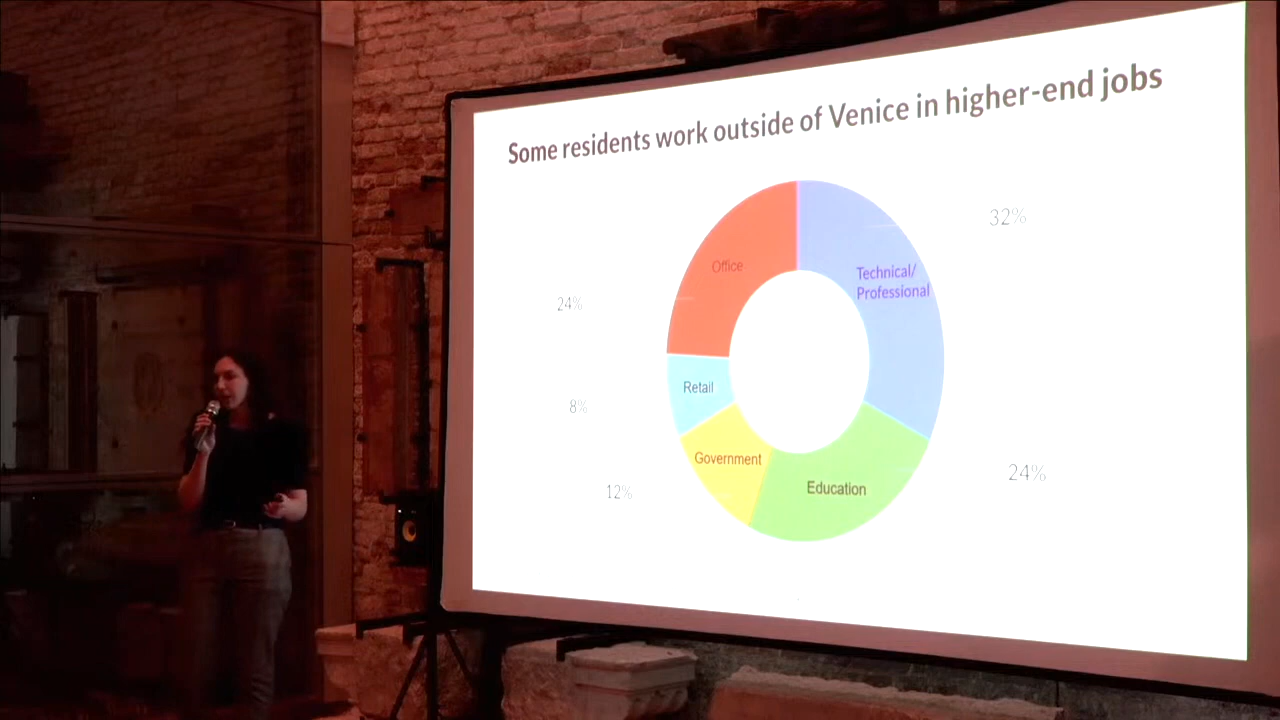 Some residents work outside of Venice in higher-end jobs
32%
Office
Technical/
Professional
24%
Retail
8%
Government
Education
24%
12%